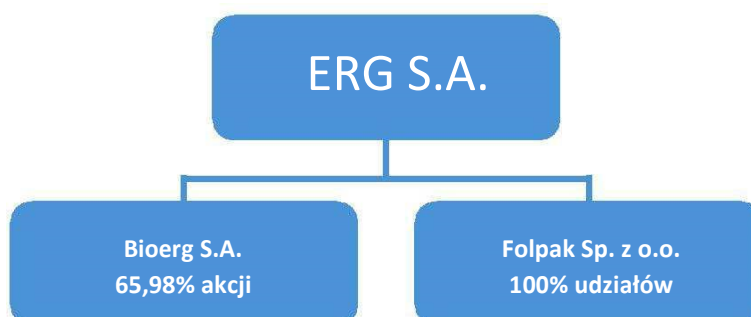 ERG S.A.
Bioerg S.A.
65,98% akcji
Folpak Sp. z o.o.
100% udziałów